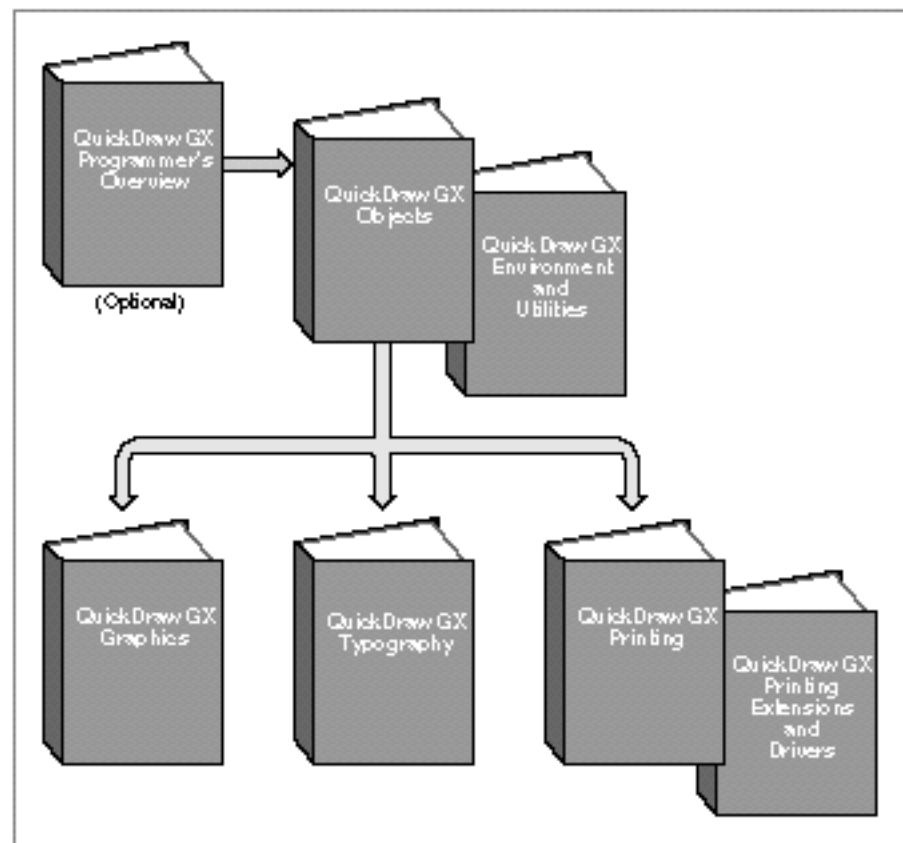 QuickDraw GX
Programmer's
Overview
(Optional)
QuickDraw GX
Objects
QuickDraw GX
Environment
and
Utilities
QuickDraw GX
Graphics
QuickDraw GX
Typography
QuickDraw GX
Printing
QuickDraw GX
Printing
Extensions
and
Drivers